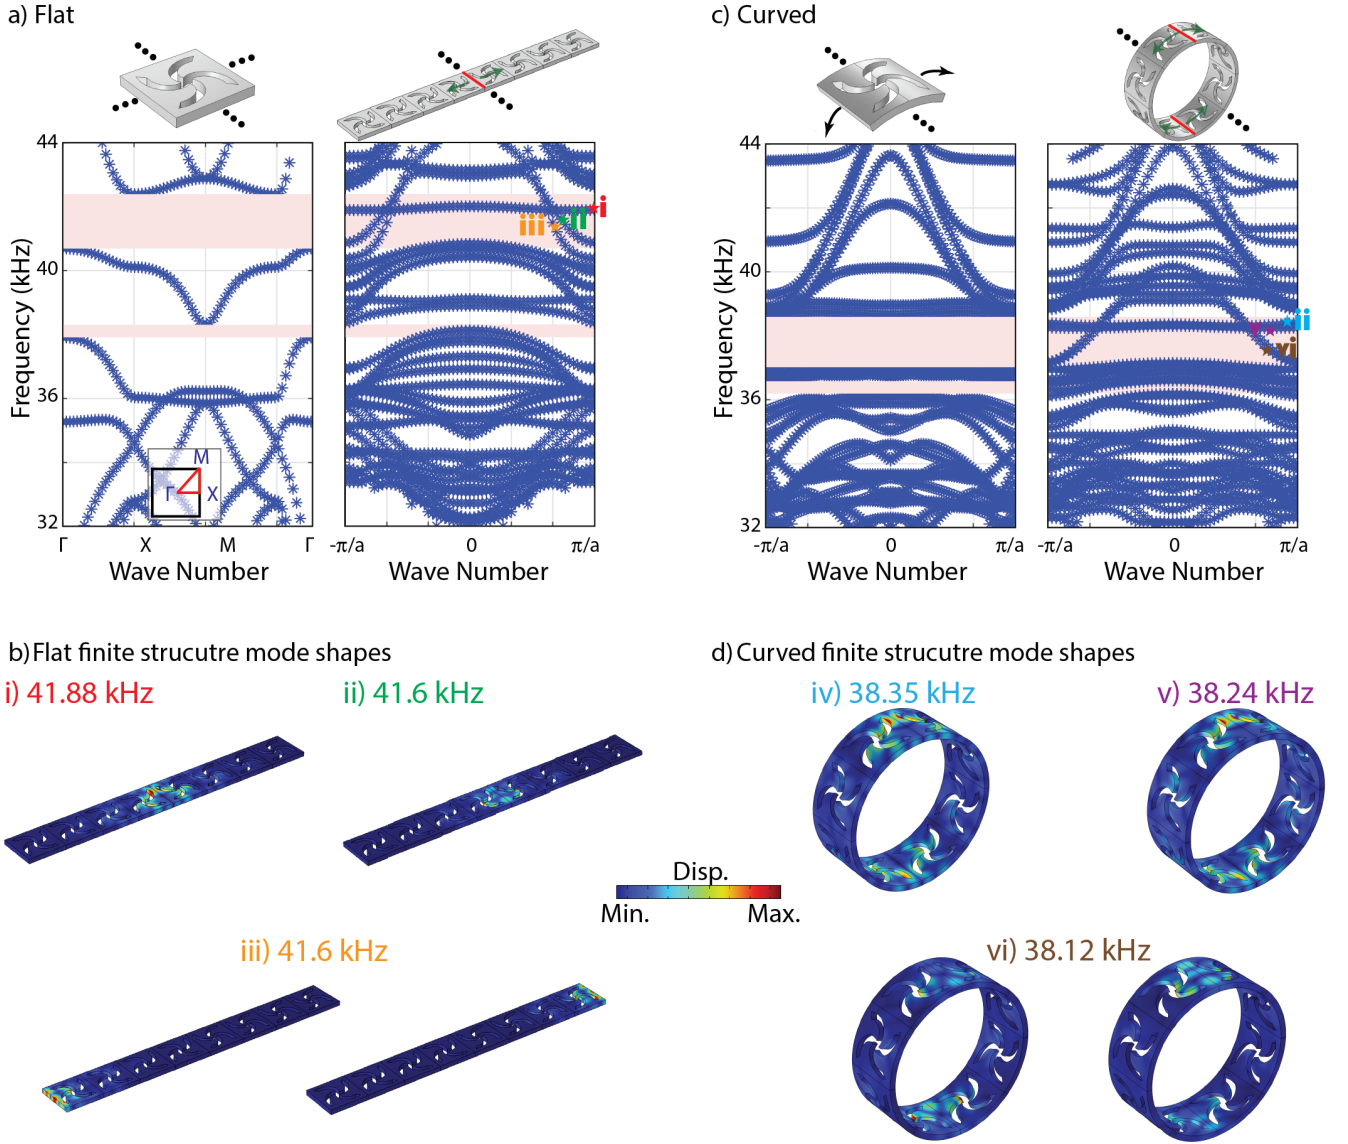 a) Flat
c) Curved
44
40
36
32
Frequency (kHz)
Γ X M Γ
Wave Number
M
Γ X
-π/a 0 π/a
Wave Number
i
ii
iii
44
40
36
32
Frequency (kHz)
-π/a 0 π/a
Wave Number
-π/a 0 π/a
Wave Number
ii
v
vi
b) Flat finite strucutre mode shapes
d) Curved finite strucutre mode shapes
i) 41.88 kHz
ii) 41.6 kHz
iv) 38.35 kHz
v) 38.24 kHz
Disp.
Min. Max.
iii) 41.6 kHz
vi) 38.12 kHz